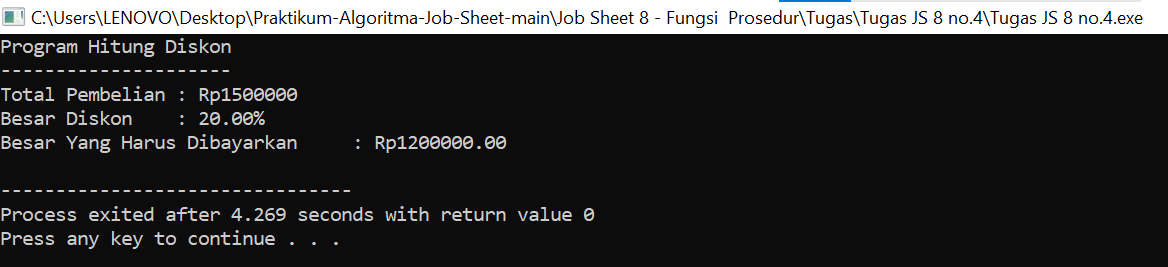 C:\Users\LENOVO\Desktop\Praktikum-Algoritma-Job-Sheet-main\Job Sheet 8 - Fungsi  Prosedur\Tugas\Tugas JS 8 no.4\Tugas JS 8 no.4.exe
Program Hitung Diskon
---------------------
Total Pembelian : Rp1500000
Besar Diskon    : 20.00%
Besar Yang Harus Dibayarkan     : Rp1200000.00
--------------------------------
Process exited after 4.269 seconds with return value 0
Press any key to continue . . .